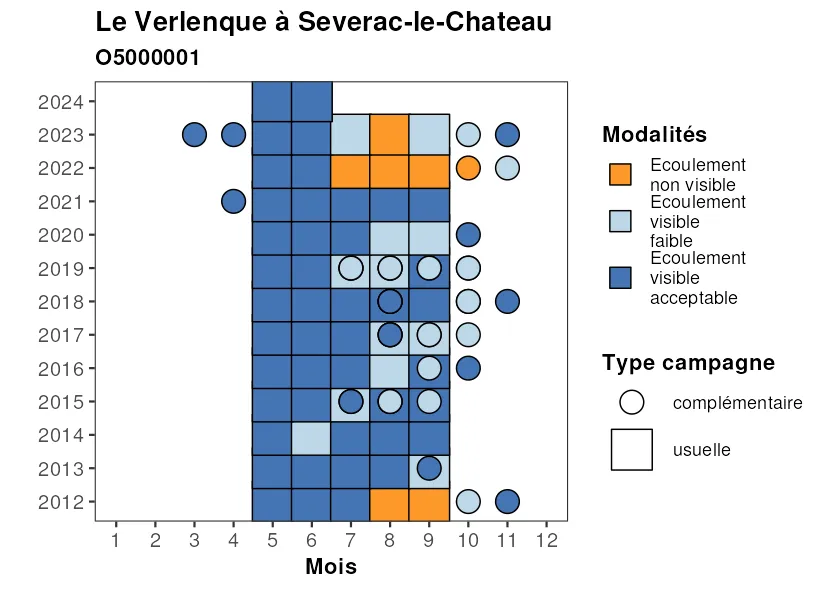 Le Verlenque à Severac-le-Chateau
O5000001
2024
2023
2022
2021
2020
2019
2018
2017
2016
2015
2014
2013
2012
1 2 3 4 5 6 7 8 9 10 11 12
Mois
Modalités
Ecoulement
non visible
Ecoulement
visible
faible
Ecoulement
visible
acceptable
Type campagne
complémentaire
usuelle